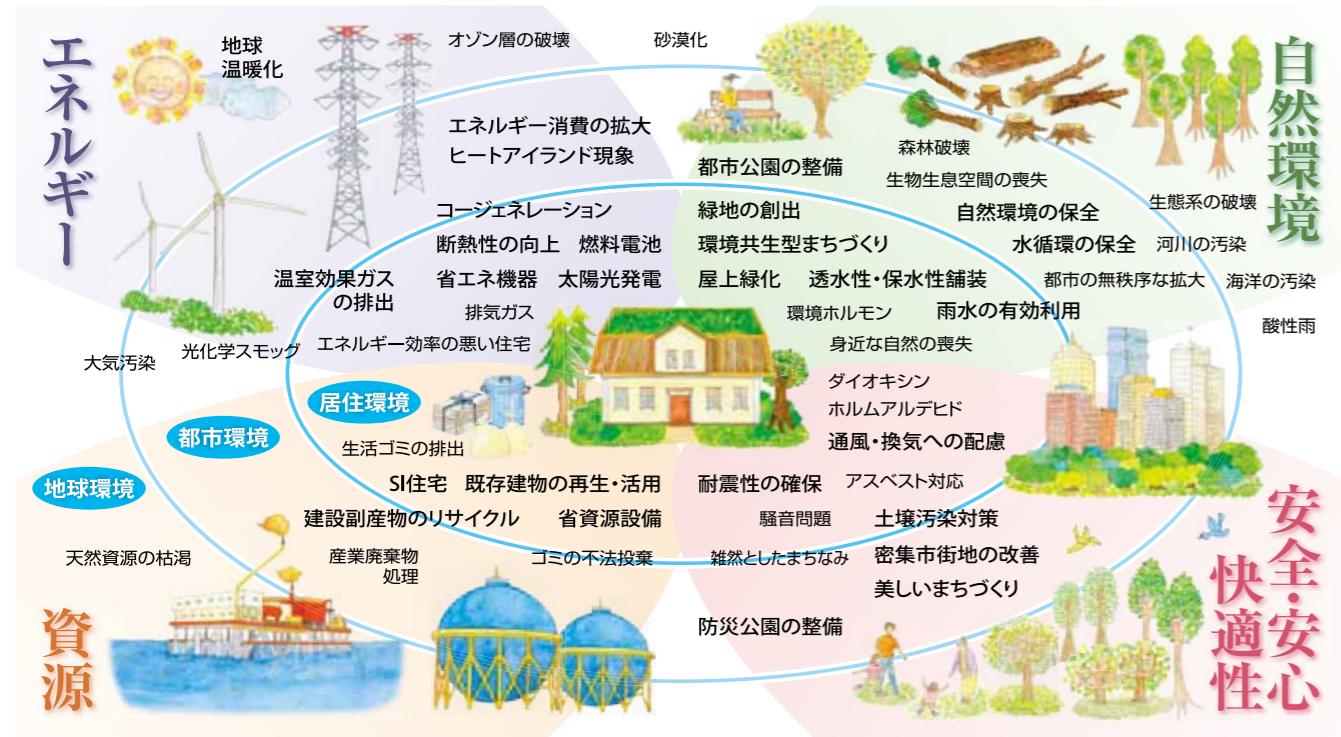 エネルギー
地球
温暖化
オゾン層の破壊
砂漠化
エネルギー消費の拡大
ヒートアイランド現象
コージェネレーション
断熱性の向上 燃料電池
温室効果ガス
の排出
省エネ機器 太陽光発電
排気ガス
エネルギー効率の悪い住宅
光化学スモッグ
大気汚染
自然環境
都市公園の整備
森林破壊
生物生息空間の喪失
生態系の破壊
緑地の創出
自然環境の保全
環境共生型まちづくり
水循環の保全
河川の汚染
屋上緑化 透水性・保水性舗装
都市の無秩序な拡大
海洋の汚染
環境ホルモン
雨水の有効利用
酸性雨
身近な自然の喪失
居住環境
都市環境
地球環境
生活ゴミの排出
SI住宅 既存建物の再生・活用
建設副産物のリサイクル 省資源設備
天然資源の枯渇
産業廃棄物
処理
ゴミの不法投棄
資源
ダイオキシン
ホルムアルデヒド
通風・換気への配慮
耐震性の確保
アスベスト対応
騒音問題
土壌汚染対策
雑然としたまちなみ
密集市街地の改善
美しいまちづくり
防災公園の整備
安全・安心
快適性